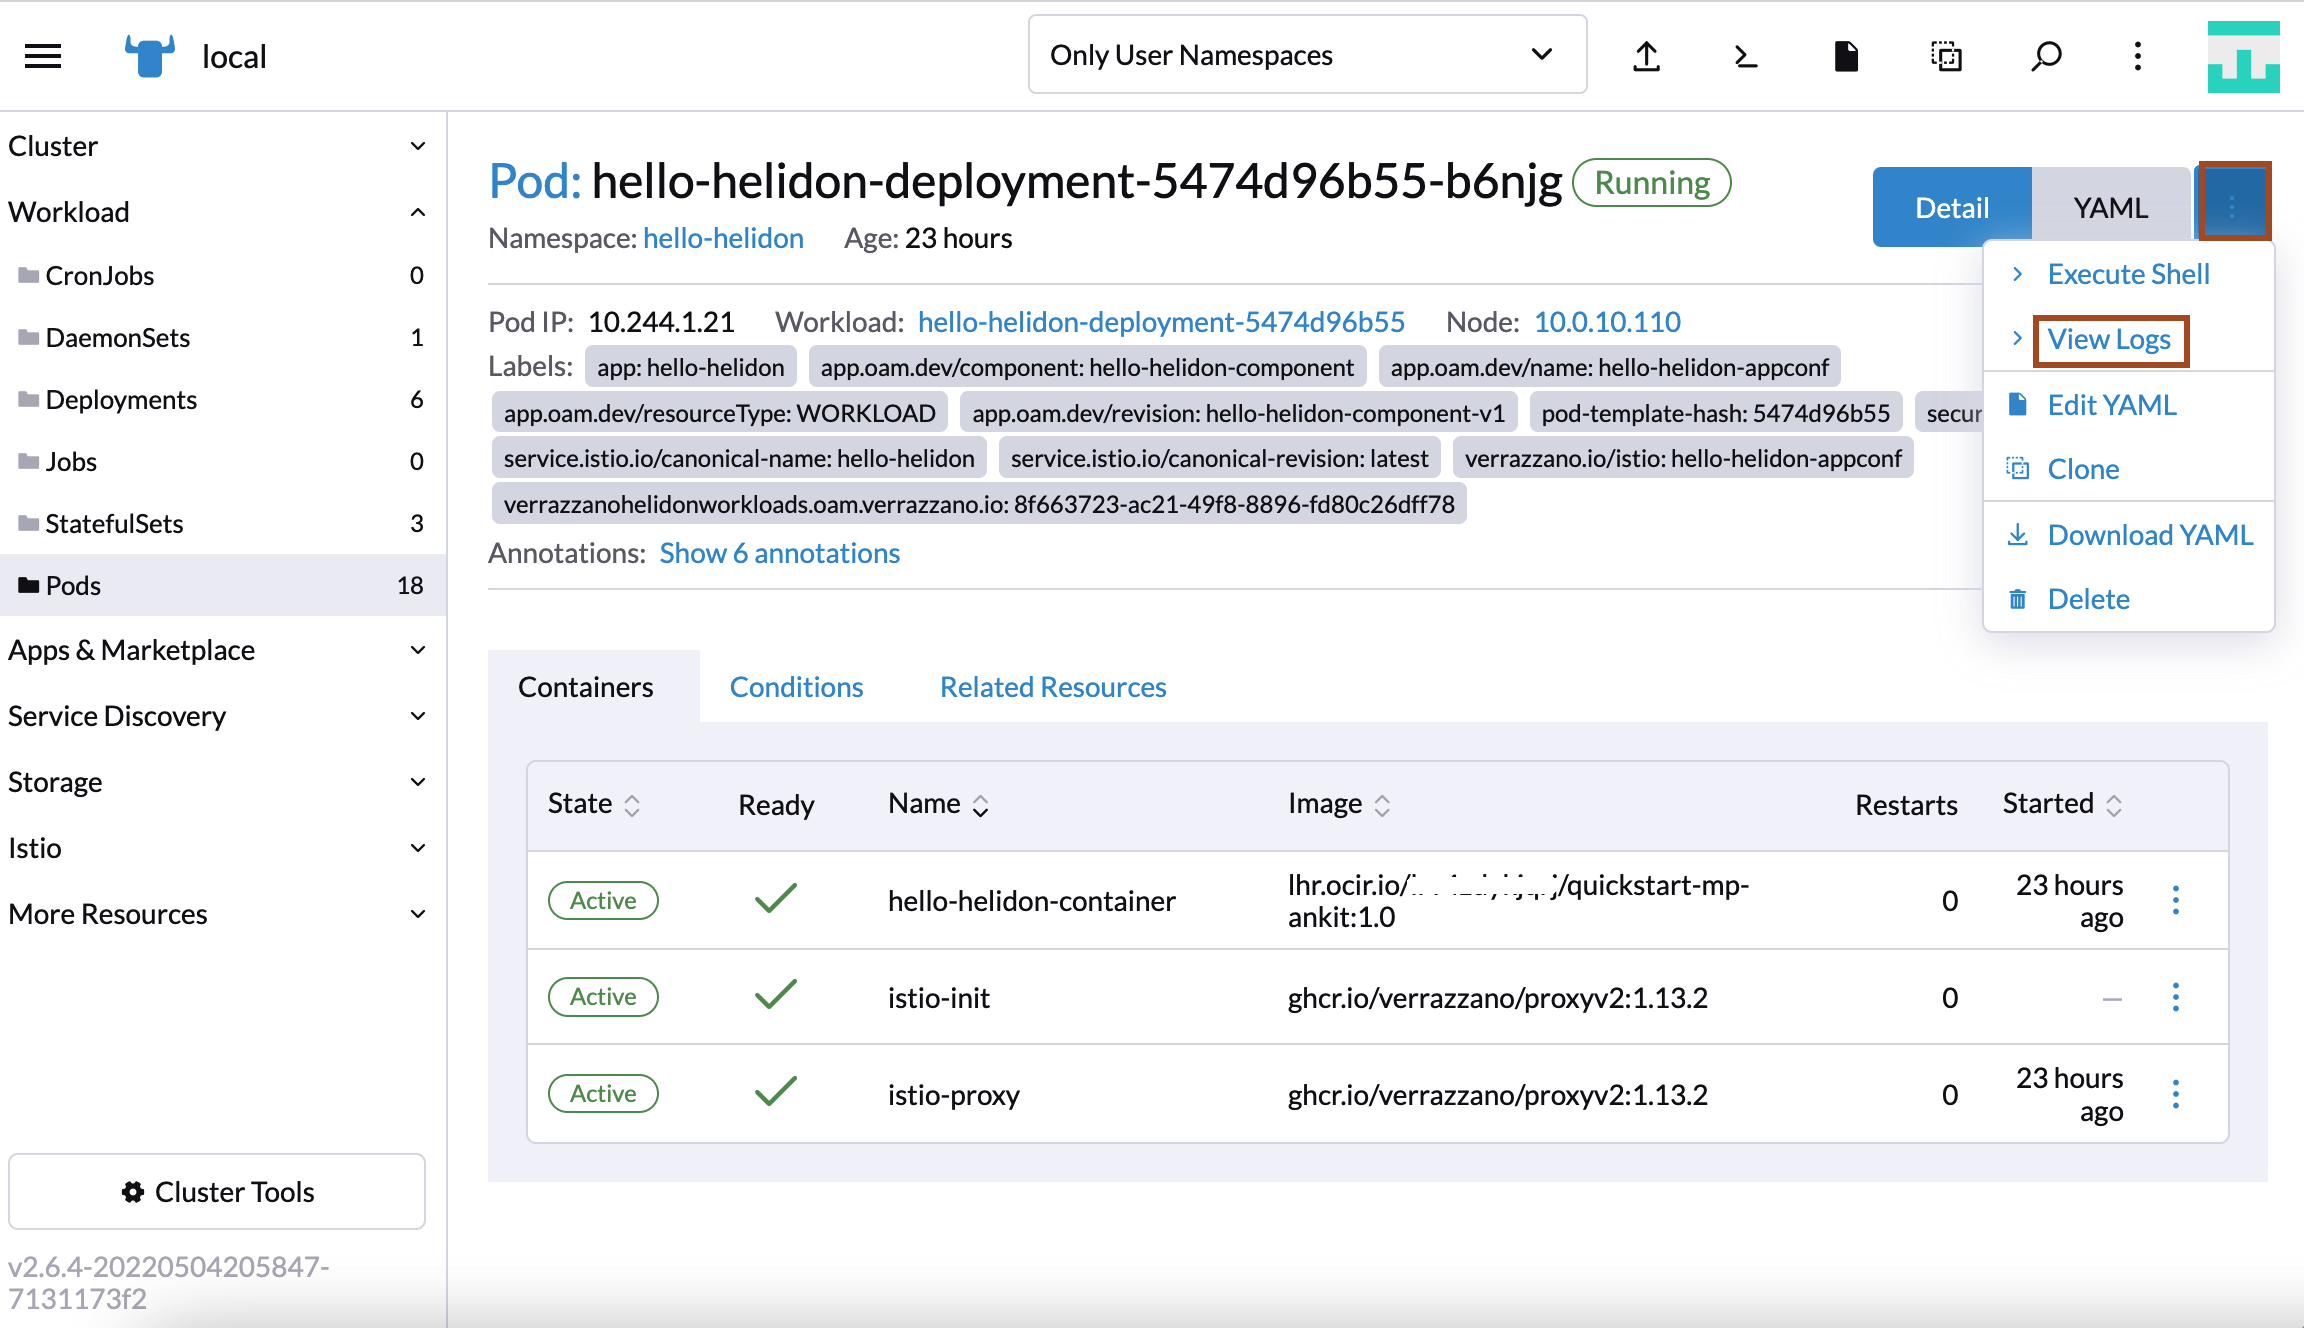 local
Only User Namespaces
Cluster
Workload
CronJobs 0
DaemonSets 1
Deployments 6
Jobs 0
StatefulSets 3
Pods 18
Apps & Marketplace
Service Discovery
Storage
Istio
More Resources
Cluster Tools
v2.6.4-20220504205847-
7131173f2
Pod: hello-helidon-deployment-5474d96b55-b6njg Running
Namespace: hello-helidon Age: 23 hours
Detail YAML
Execute Shell
View Logs
Edit YAML
Clone
Download YAML
Delete
Pod IP: 10.244.1.21 Workload: hello-helidon-deployment-5474d96b55 Node: 10.0.10.110
Labels: app: hello-helidon app.oam.dev/component: hello-helidon-component app.oam.dev/name: hello-helidon-appconf
app.oam.dev/resourceType: WORKLOAD app.oam.dev/revision: hello-helidon-component-v1 pod-template-hash: 5474d96b55 secur
service.istio.io/canonical-name: hello-helidon service.istio.io/canonical-revision: latest verrazzano.io/istio: hello-helidon-appconf
verrazzanohelidonworkloads.oam.verrazzano.io: 8f663723-ac21-49f8-8896-fd80c26dff78
Annotations: Show 6 annotations
Containers Conditions Related Resources
State Ready Name Image Restarts Started
Active hello-helidon-container lhr.ocir.io/ /quickstart-mp-
ankit:1.0 0 23 hours
ago
Active istio-init ghcr.io/verrazzano/proxyv2:1.13.2 0 –
Active istio-proxy ghcr.io/verrazzano/proxyv2:1.13.2 0 23 hours
ago